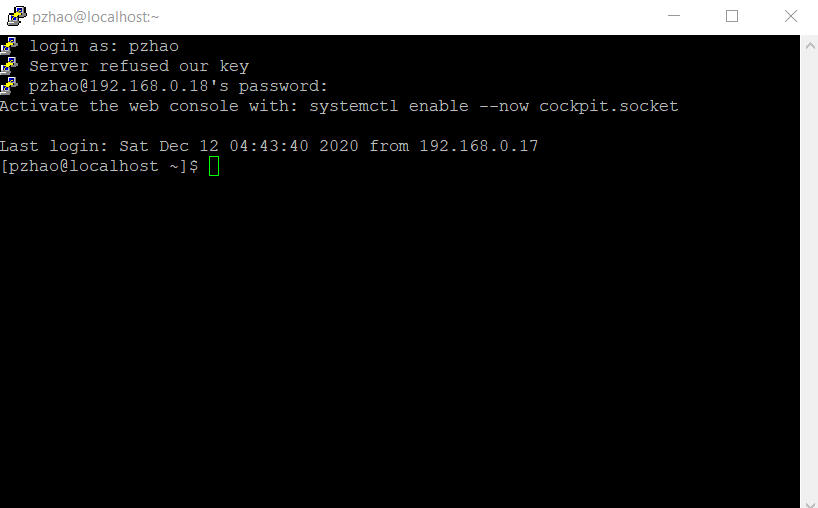 pzhao@localhost:~
login as: pzhao
Server refused our key
pzhao@192.168.0.18's password:
Activate the web console with: systemctl enable --now cockpit.socket
Last login: Sat Dec 12 04:43:40 2020 from 192.168.0.17
[pzhao@localhost ~]$